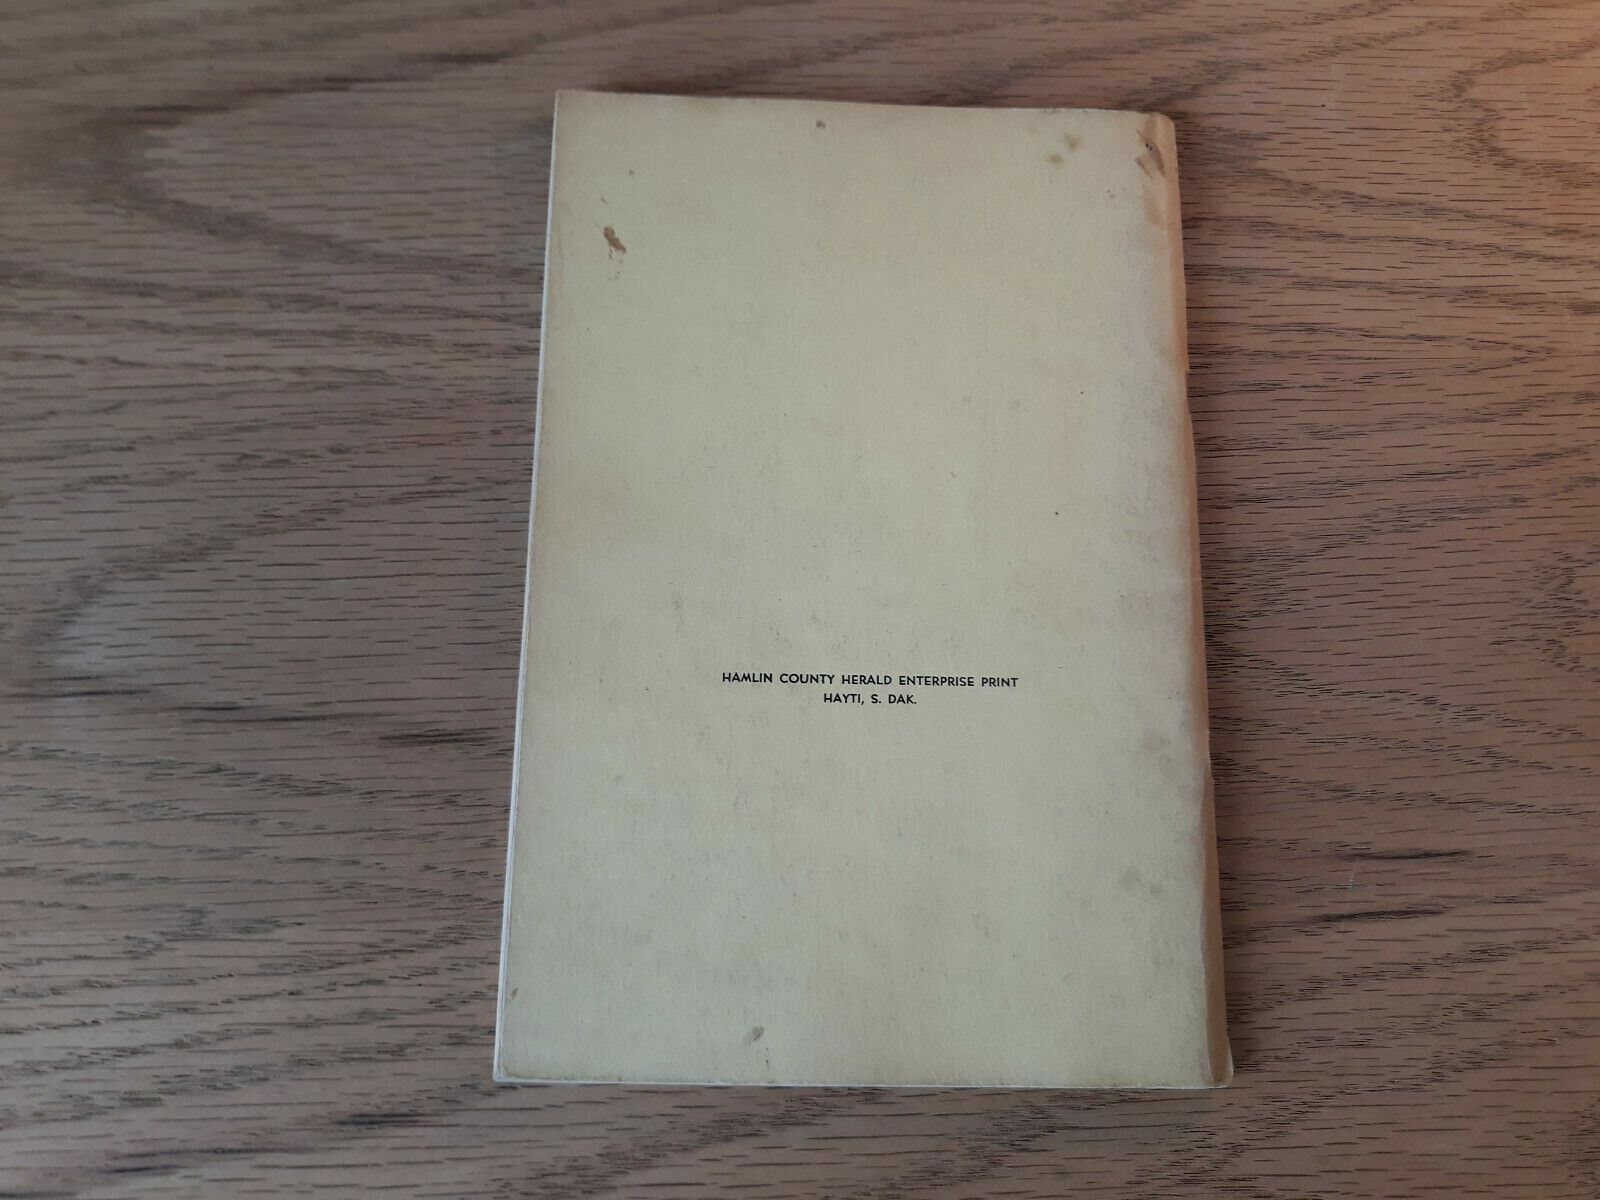 HAMLIN COUNTY HERALD ENTERPRISE PRINT
HAYTI, S. DAK.